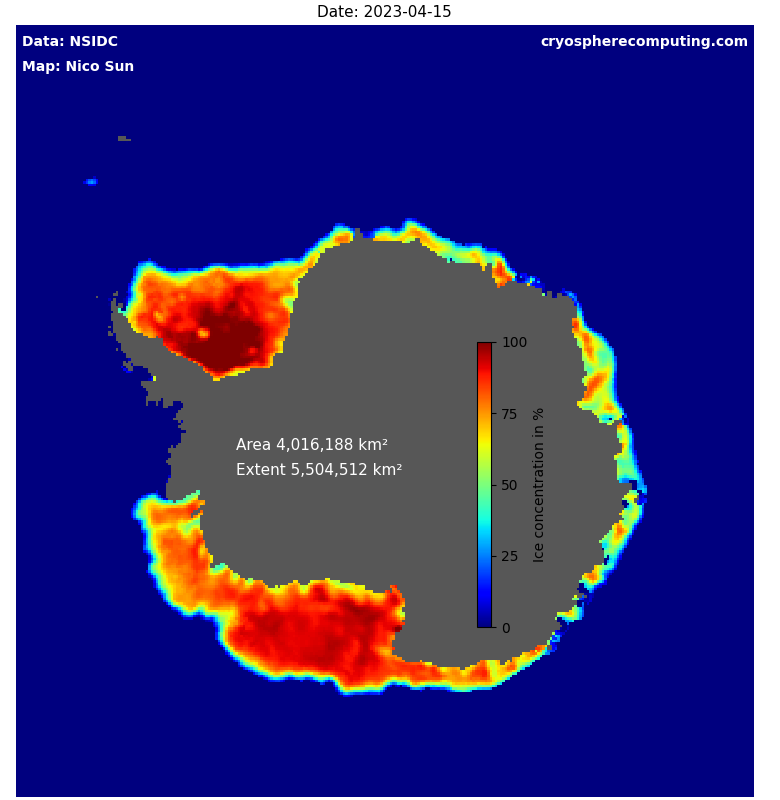 Date: 2023-04-15
Data: NSIDC
cryospherecomputing.com
Map: Nico Sun
100
75
50
25
0
Ice concentration in %
Area 4,016,188 km²
Extent 5,504,512 km²